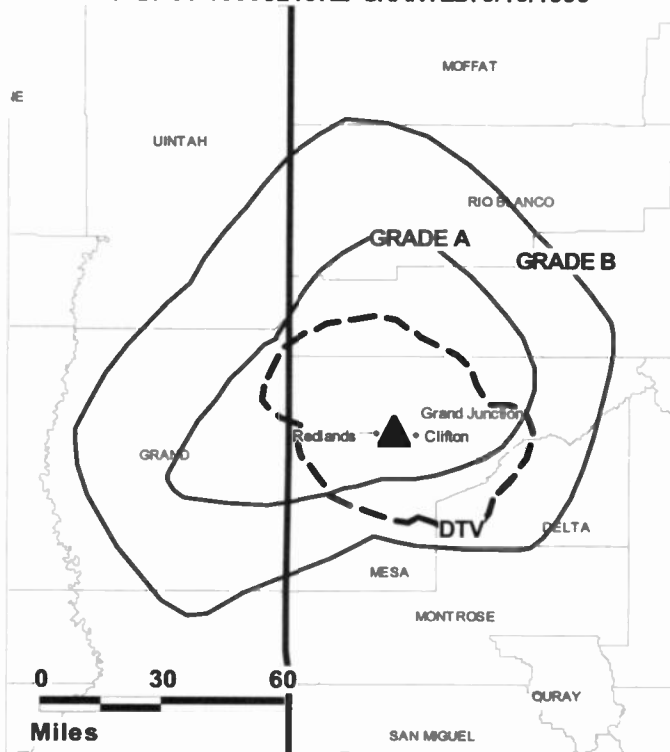 MOFFAT
UINTAH
RIO BLANCO
GRADE A
GRADE B
Grand Junction
Redlands
Clifton
GRAND
DTV
DELTA
MESA
MONTROSE
0 30 60
Miles
OURAY
SAN MIGUEL